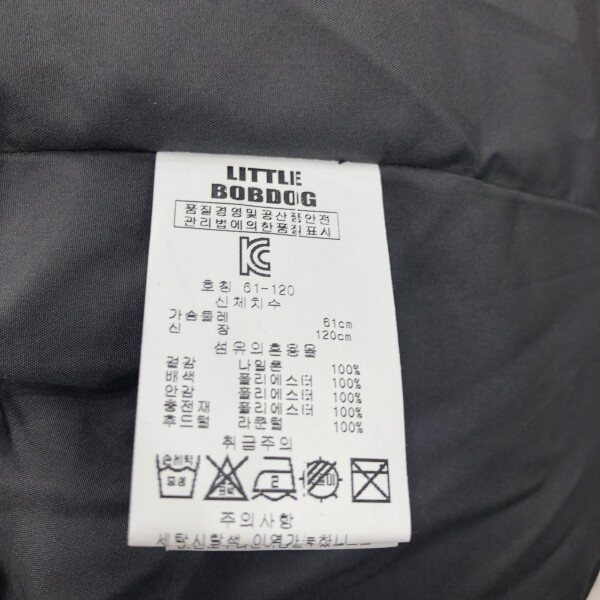 LITTLE
BOBDOG
품질경영및공산품안전
관리법에의한품질표시
호칭 61-120
신체치수
가슴둘레 61cm
신 장 120cm
섬유의혼용율
겉감 나일론 100%
배색 폴리에스터 100%
안감 폴리에스터 100%
충전재 폴리에스터 100%
후드털 라쿤털 100%
취급주의
손세탁
주의사항